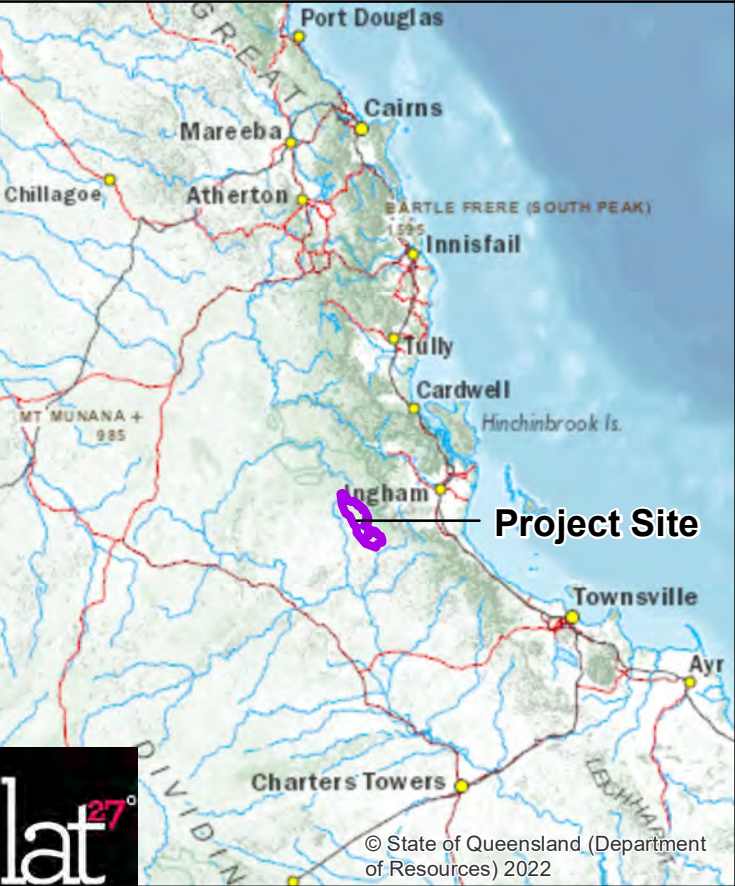 Port Douglas
GREAT
Cairns
Mareeba
Chillagoe
Atherton
BARTLE FRERE (SOUTH PEAK)
1595
Innisfail
Tully
Cardwell
MT MUNANA +
985
Hinchinbrook Is.
Ingham
Project Site
Townsville
Ayr
DIVIDIN
Charters Towers
LEICHHAR
lat27°
© State of Queensland (Department
of Resources) 2022